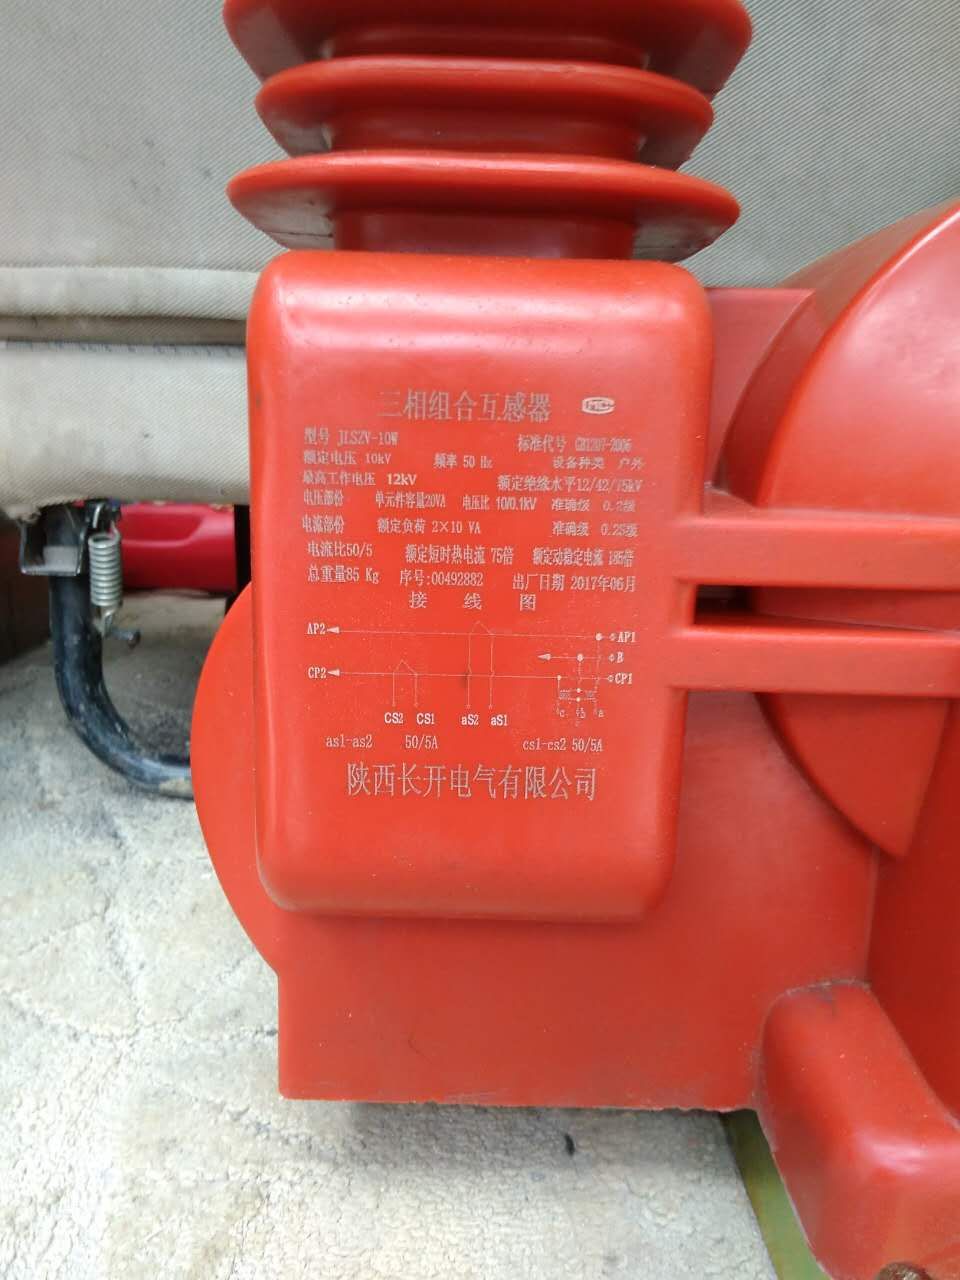 三相组合互感器 MC
型号 JLSZV-10W 标准代号 GB1207-2006
额定电压 10kV 频率 50 Hz 设备种类 户外
最高工作电压 12kV 额定绝缘水平12/42/75kV
电压部份 单元件容量20VA 电压比 10/0.1kV 准确级 0.2级
电流部份 额定负荷 2×10 VA 准确级 0.2S级
电流比50/5 额定短时热电流 75倍 额定动稳定电流
总重量85 Kg 序号:00492882 出厂日期 2017年06月
接 线 图
AP2 AP1
B
CP2 CP1
c b a
CS2 CS1 aS2 aS1
as1-as2 50/5A cs1-cs2 50/5A
陕西长开电气有限公司